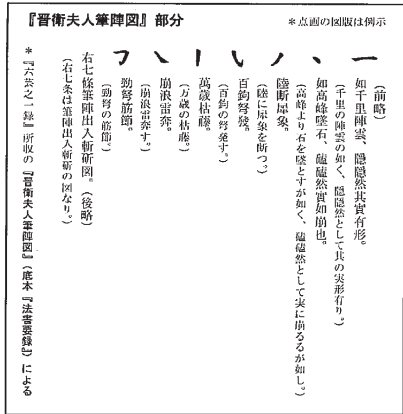 『晋衛夫人筆陣図』部分
＊点画の図版は例示
（前略）
如千里陣雲、隠隠然其實有形。
（千里の陣雲の如く、隠隠然として其の実形有り。）
如高峰墜石、磕磕然實如崩也。
（高峰より石を墜とすが如く、磕磕然として実に崩るるが如し。）
陸断犀象。
（陸に犀象を断つ。）
百鈞弩發。
（百鈞の弩発す。）
萬歳枯藤。
（万歳の枯藤。）
崩浪雷奔。
（崩浪雷奔す。）
勁弩筋節。
（勁弩の筋節。）
右七條筆陣出入斬斫図。（後略）
（右七条は筆陣出入斬斫の図なり。）
＊『六芸之一録』所収の『晋衛夫人筆陣図』（底本『法書要録』）による